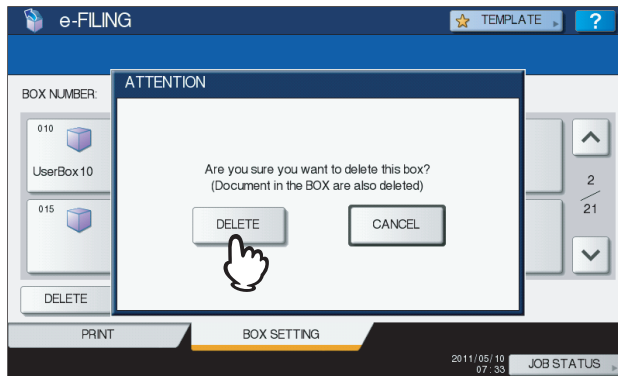 e-FILING
TEMPLATE
?
BOX NUMBER:
ATTENTION
010
UserBox10
015
Are you sure you want to delete this box?
(Document in the BOX are also deleted)
DELETE
CANCEL
2
21
DELETE
PRINT
BOX SETTING
2011/05/10
07:33
JOB STATUS